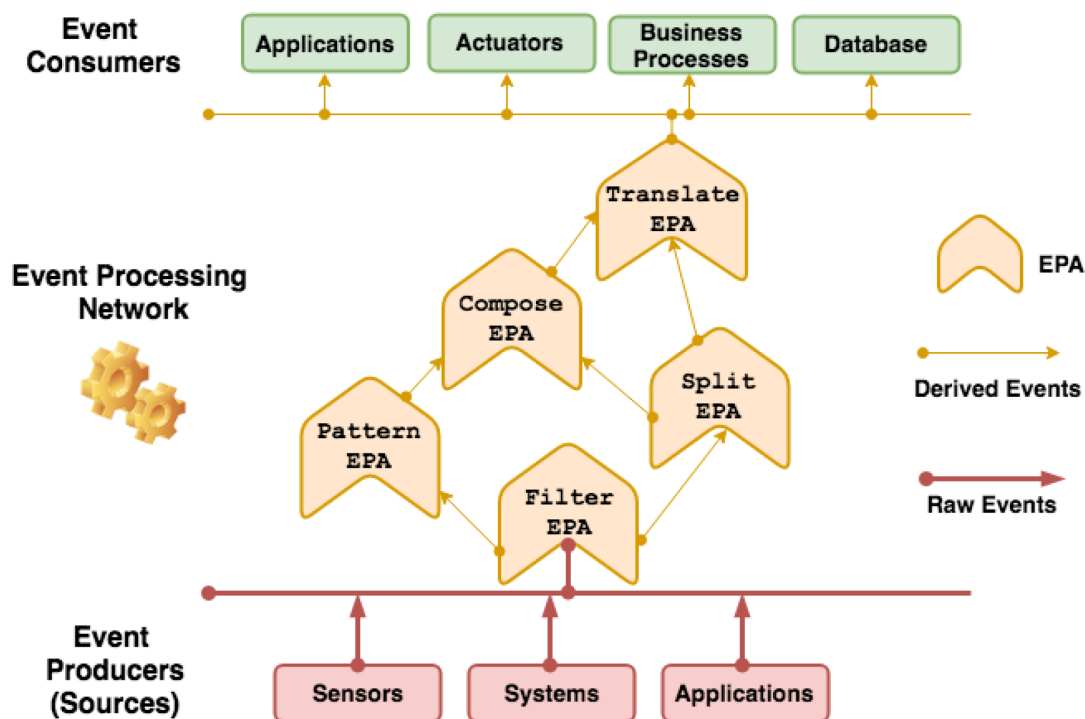 Event
Consumers
Applications
Actuators
Business
Processes
Database
Translate
EPA
Event Processing
Network
Compose
EPA
EPA
Split
EPA
Derived Events
Pattern
EPA
Filter
EPA
Raw Events
Event
Producers
(Sources)
Sensors
Systems
Applications